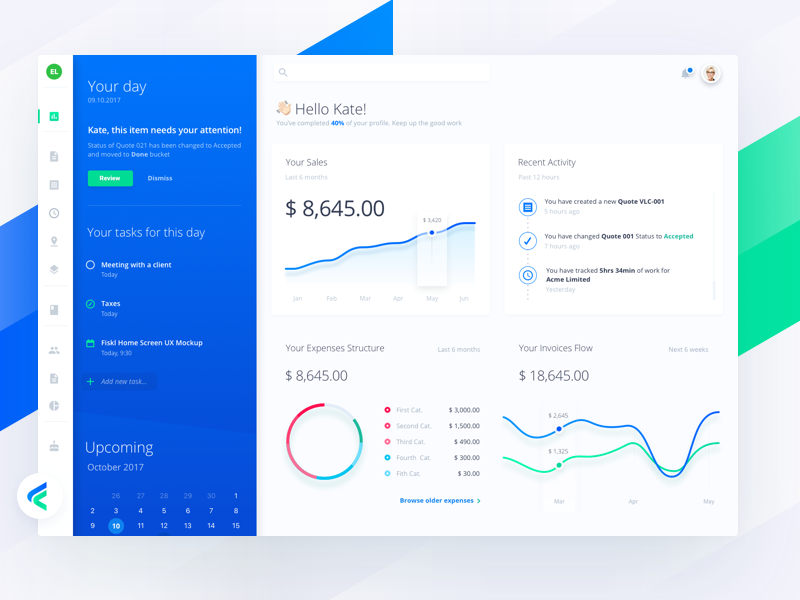 EL
Your day
09.10.2017
Kate, this item needs your attention!
Status of Quote 021 has been changed to Accepted
and moved to Done bucket
Review
Dismiss
Your tasks for this day
Meeting with a client
Today
Taxes
Today
Fiskl Home Screen UX Mockup
Today, 9:30
Add new task...
Upcoming
October 2017
26 27 28 29 30 1
2 3 4 5 6 7 8
9 10 11 12 13 14 15
Hello Kate!
You've completed 40% of your profile. Keep up the good work
Your Sales
Last 6 months
$ 8,645.00
$ 3,420
Jan Feb Mar Apr May Jun
Recent Activity
Past 12 hours
You have created a new Quote VLC-001
5 hours ago
You have changed Quote 001 Status to Accepted
7 hours ago
You have tracked 5hrs 34min of work for
Acme Limited
Yesterday
Your Expenses Structure
Last 6 months
$ 8,645.00
First Cat. $ 3,000.00
Second Cat. $ 1,500.00
Third Cat. $ 490.00
Fourth Cat. $ 300.00
Fith Cat. $ 30.00
Browse older expenses
Your Invoices Flow
Next 6 weeks
$ 18,645.00
$ 2,645
$ 1,325
Mar Apr May